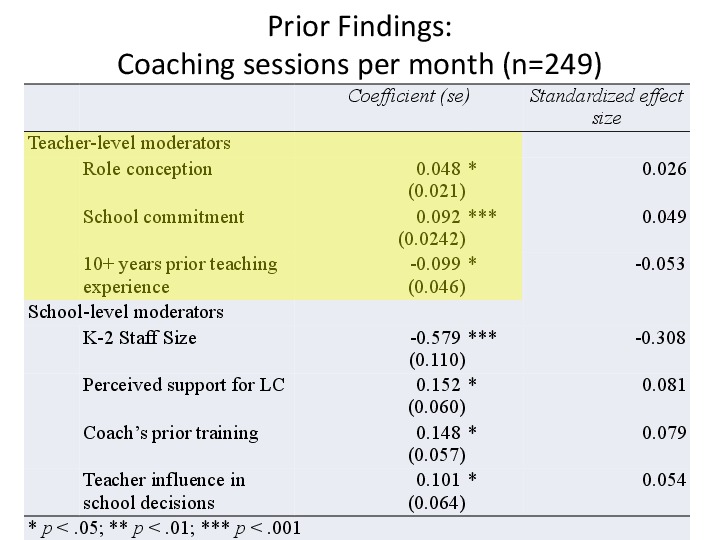 Prior Findings:
Coaching sessions per month (n=249)
Coefficient (se) Standardized effect
size
Teacher-level moderators
Role conception 0.048 * 0.026
(0.021)
School commitment 0.092 *** 0.049
(0.0242)
10+ years prior teaching -0.099 * -0.053
experience (0.046)
School-level moderators
K-2 Staff Size -0.579 *** -0.308
(0.110)
Perceived support for LC 0.152 * 0.081
(0.060)
Coach’s prior training 0.148 * 0.079
(0.057)
Teacher influence in 0.101 * 0.054
school decisions (0.064)
* p < .05; ** p < .01; *** p < .001